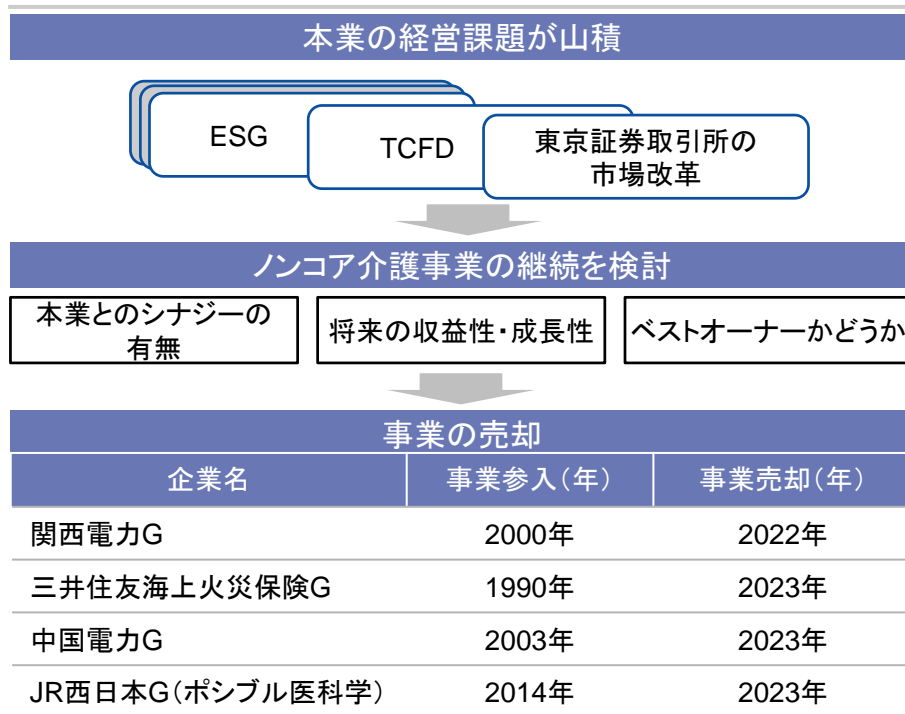 本業の経営課題が山積
ESG
TCFD
東京証券取引所の
市場改革
ノンコア介護事業の継続を検討
本業とのシナジーの
有無
将来の収益性・成長性
ベストオーナーかどうか
事業の売却
企業名 事業参入(年) 事業売却(年)
関西電力G 2000年 2022年
三井住友海上火災保険G 1990年 2023年
中国電力G 2003年 2023年
JR西日本G(ポシブル医科学) 2014年 2023年